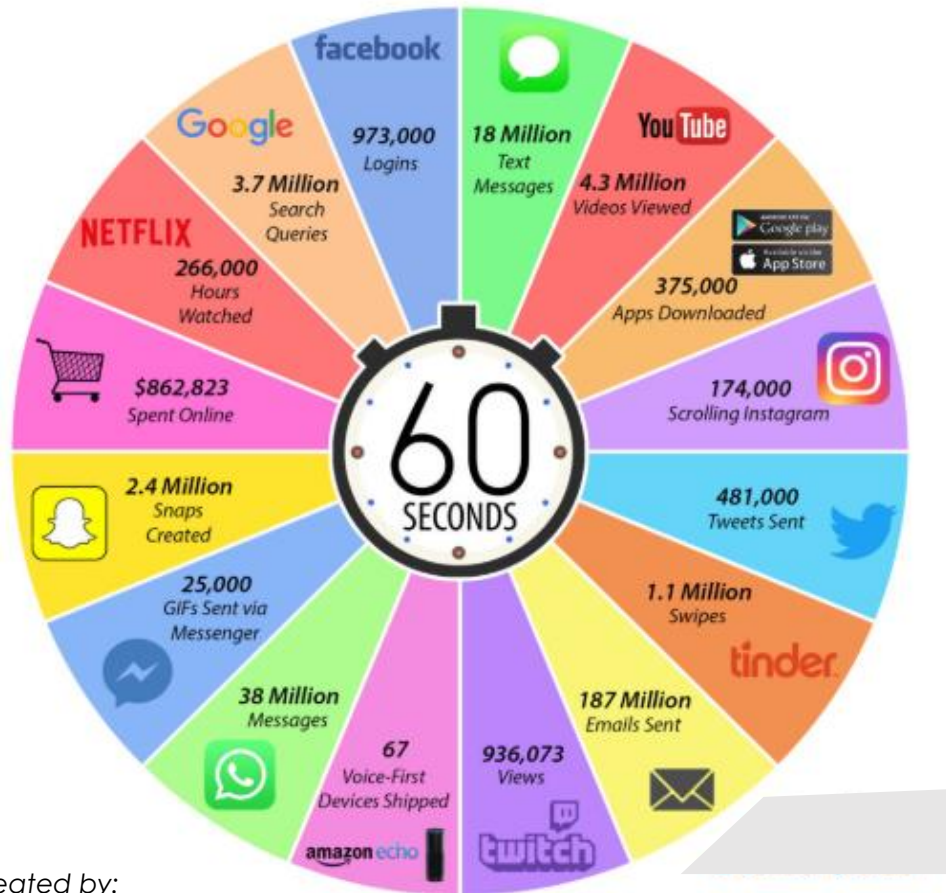 facebook
973,000
Logins
18 Million
Text
Messages
YouTube
4.3 Million
Videos Viewed
Google play
App Store
375,000
Apps Downloaded
174,000
Scrolling Instagram
481,000
Tweets Sent
1.1 Million
Swipes
tinder
187 Million
Emails Sent
936,073
Views
twitch
67
Voice-First
Devices Shipped
amazon echo
38 Million
Messages
25,000
GIFs Sent via
Messenger
2.4 Million
Snaps
Created
$862,823
Spent Online
NETFLIX
266,000
Hours
Watched
Google
3.7 Million
Search
Queries
60
SECONDS
eated by: